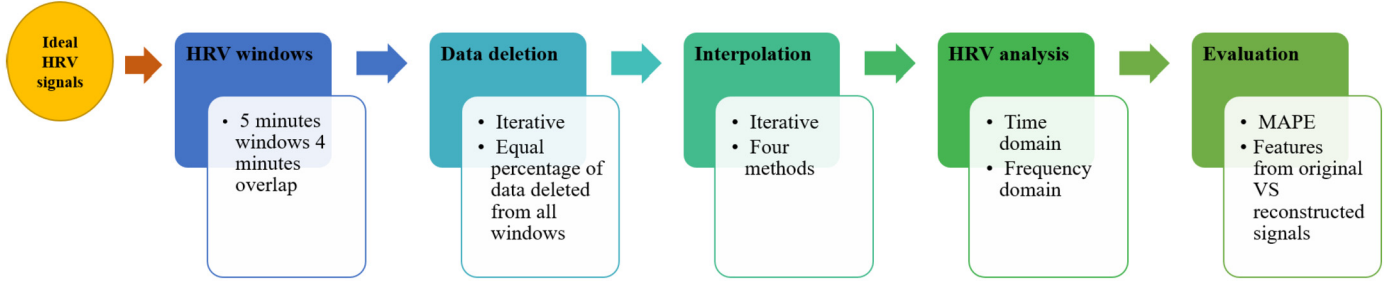 Ideal
HRV
signals
HRV windows
• 5 minutes
windows 4
minutes
overlap
Data deletion
• Iterative
• Equal
percentage of
data deleted
from all
windows
Interpolation
• Iterative
• Four
methods
HRV analysis
• Time
domain
• Frequency
domain
Evaluation
• MAPE
• Features
from original
VS
reconstructed
signals